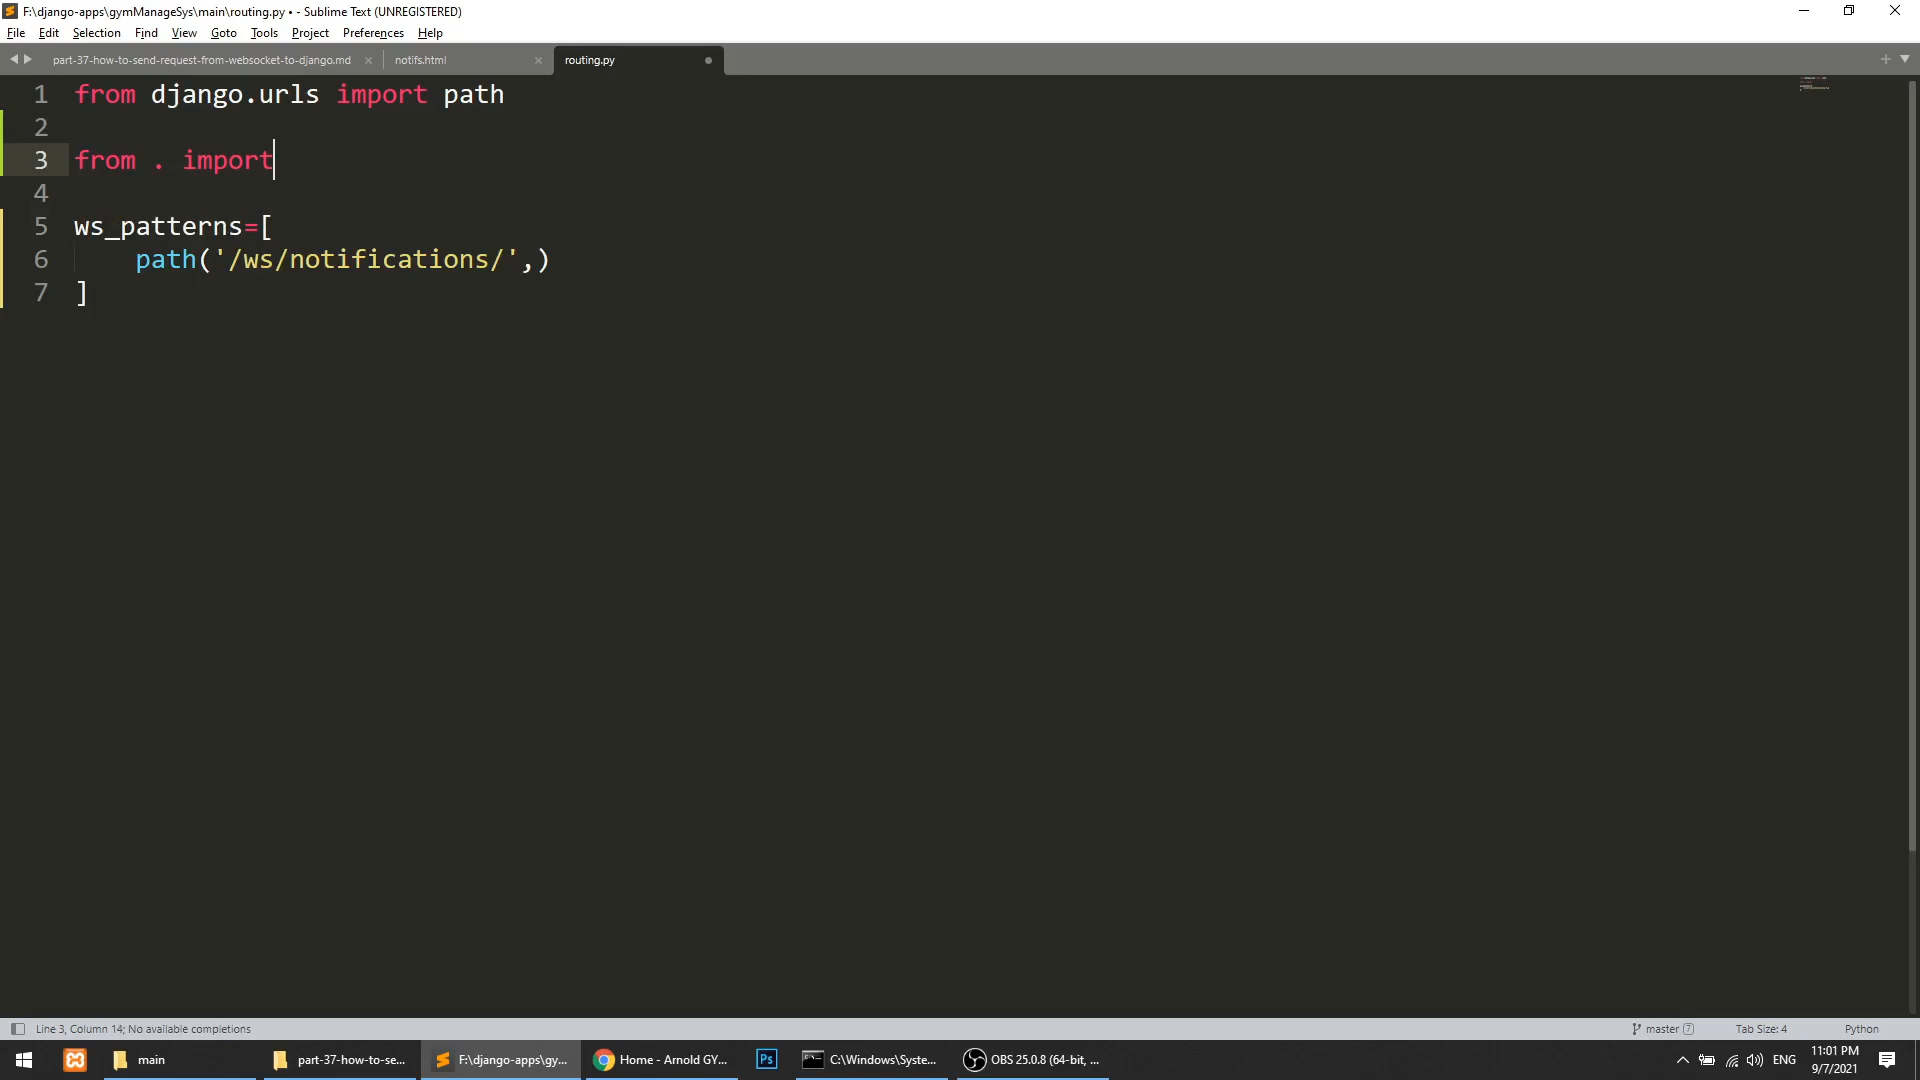 F:\django-apps\gymManageSys\main\routing.py • - Sublime Text (UNREGISTERED)
File Edit Selection Find View Goto Tools Project Preferences Help
part-37-how-to-send-request-from-websocket-to-django.md notifs.html routing.py
1 from django.urls import path
2
3 from . import
4
5 ws_patterns=[
6 path('/ws/notifications/',)
7 ]
Line 3, Column 14; No available completions master 7 Tab Size: 4 Python
main part-37-how-to-se... F:\django-apps\gy... Home - Arnold GY... Ps C:\Windows\Syste... OBS 25.0.8 (64-bit, ... ENG 11:01 PM
9/7/2021